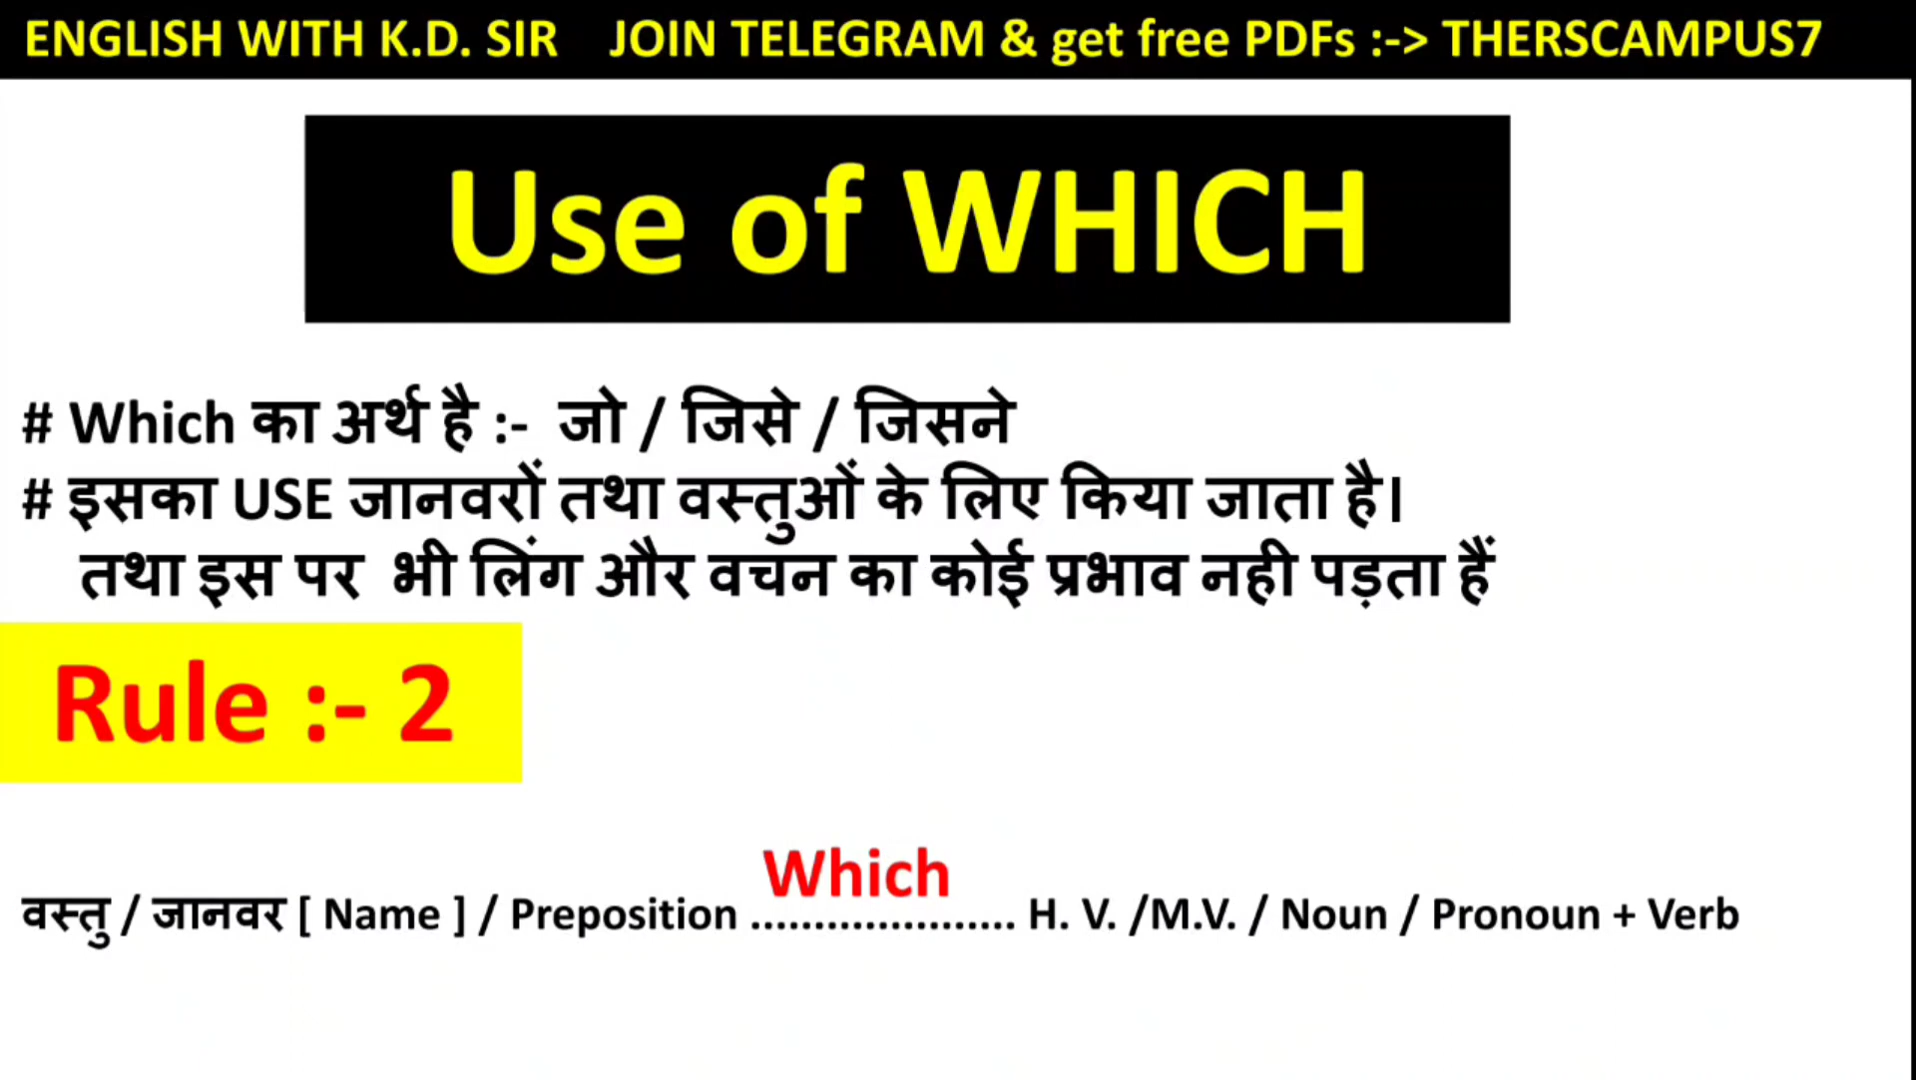 ENGLISH WITH K.D. SIR JOIN TELEGRAM & get free PDFs :-> THERSCAMPUS7
Use of WHICH
# Which का अर्थ है :- जो / जिसे / जिसने
# इसका USE जानवरों तथा वस्तुओं के लिए किया जाता है।
तथा इस पर भी लिंग और वचन का कोई प्रभाव नही पड़ता हैं
Rule :- 2
Which
वस्तु / जानवर [ Name ] / Preposition ..................... H. V. /M.V. / Noun / Pronoun + Verb